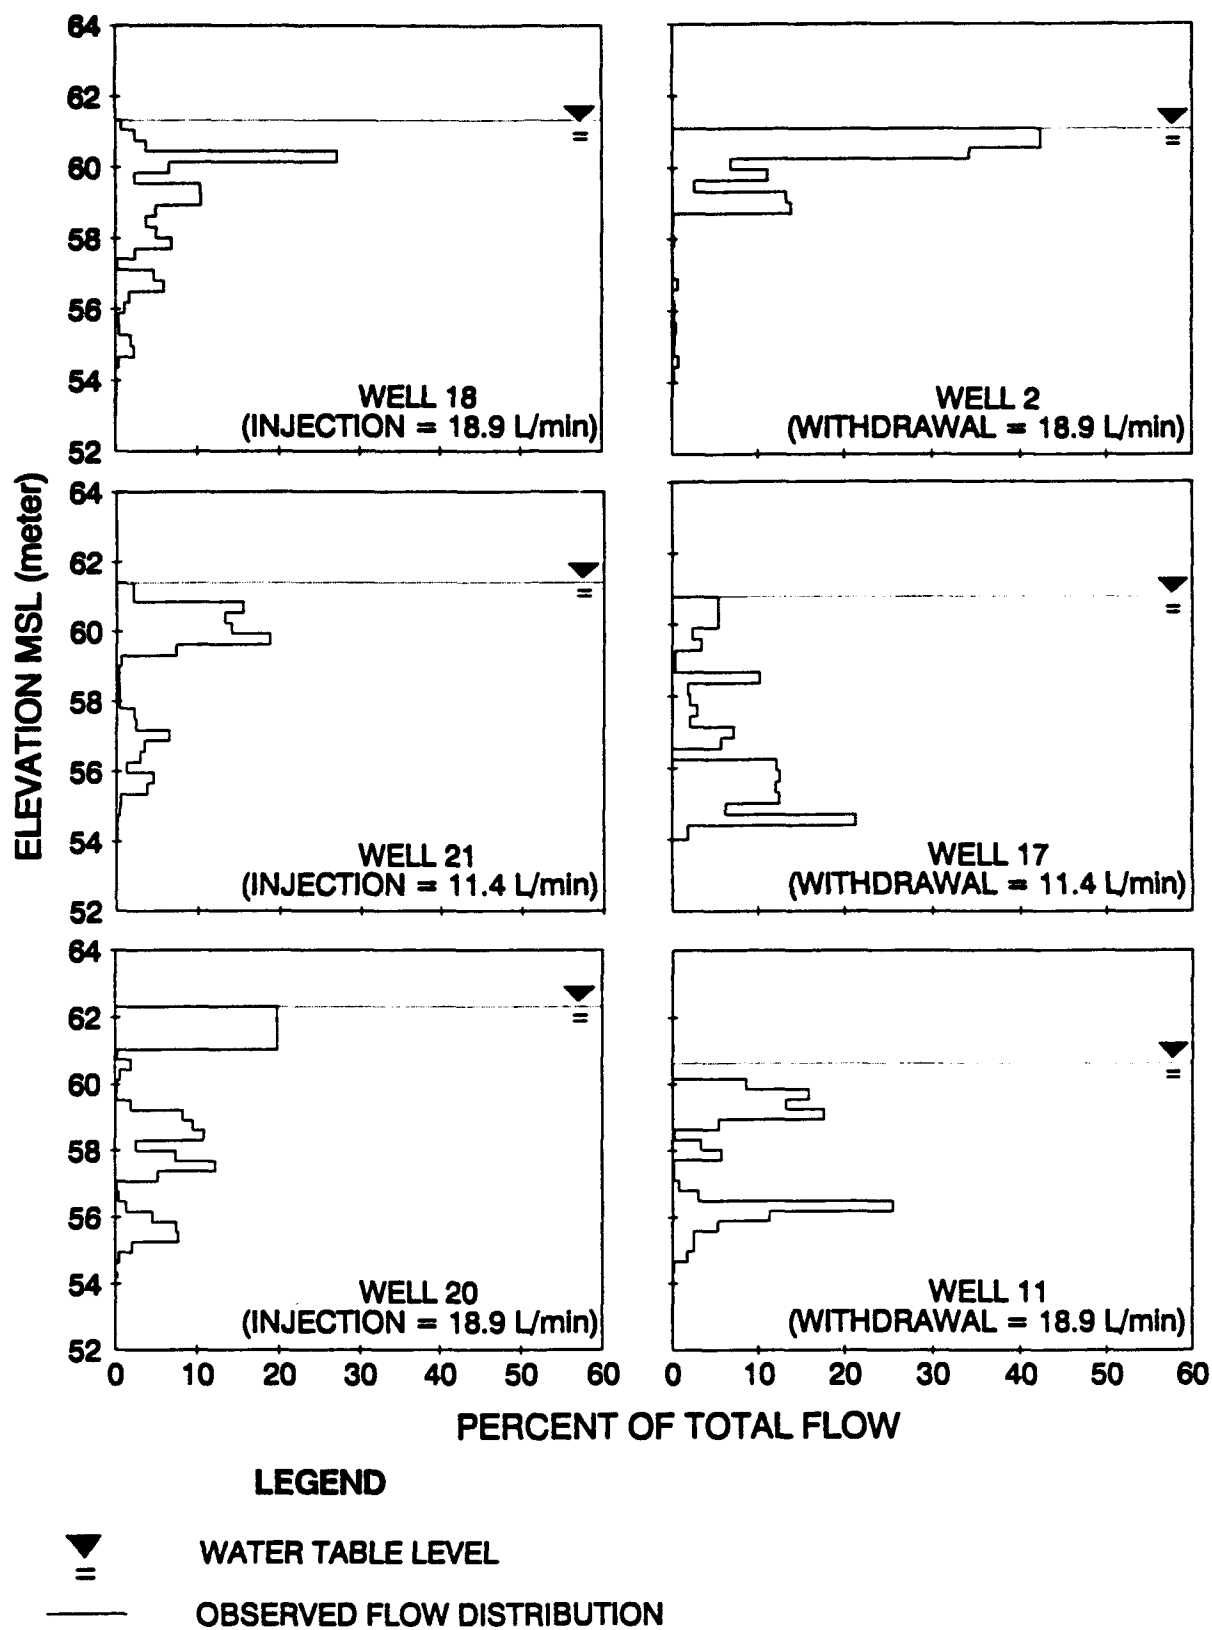 64
62
60
58
56
54
52
WELL 18
(INJECTION = 18.9 L/min)
WELL 2
(WITHDRAWAL = 18.9 L/min)
ELEVATION MSL (meter)
64
62
60
58
56
54
52
WELL 21
(INJECTION = 11.4 L/min)
WELL 17
(WITHDRAWAL = 11.4 L/min)
64
62
60
58
56
54
52
WELL 20
(INJECTION = 18.9 L/min)
WELL 11
(WITHDRAWAL = 18.9 L/min)
0 10 20 30 40 50 60
0 10 20 30 40 50 60
PERCENT OF TOTAL FLOW
LEGEND
WATER TABLE LEVEL
OBSERVED FLOW DISTRIBUTION